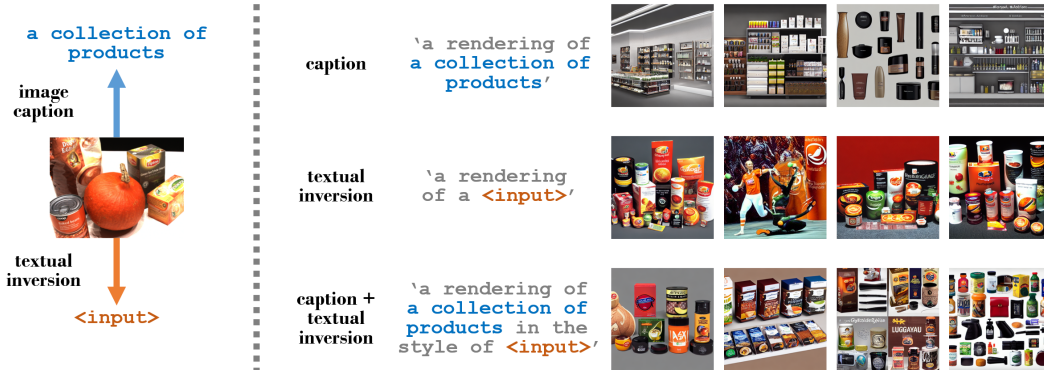 a collection of
products
image
caption
textual
inversion
<input>
caption
‘a rendering of
a collection of
products’
textual
inversion
‘a rendering
of a <input>’
caption +
textual
inversion
‘a rendering of
a collection of
products in the
style of <input>’
LUGGAYAU